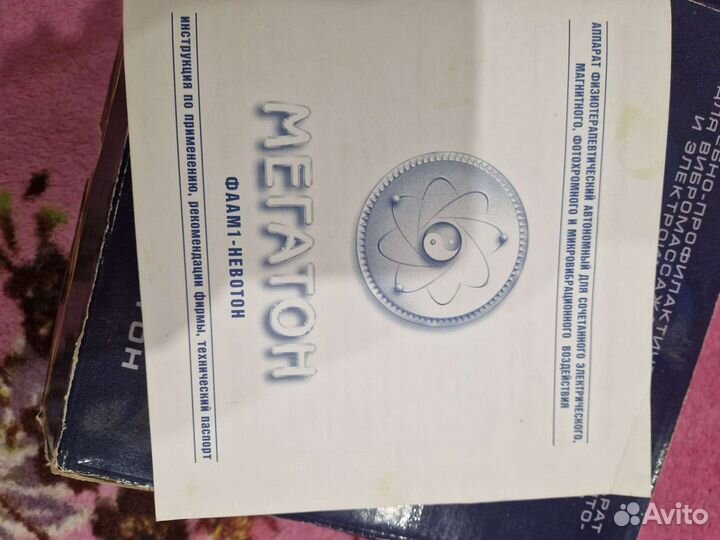 АППАРАТ ФИЗИОТЕРАПЕВТИЧЕСКИЙ АВТОНОМНЫЙ ДЛЯ СОЧЕТАННОГО ЭЛЕКТРИЧЕСКОГО,
МАГНИТНОГО, ФОТОХРОМНОГО И МИКРОВИБРАЦИОННОГО ВОЗДЕЙСТВИЯ
МЕГАТОН
ФААМ1-НЕВОТОН
инструкция по применению, рекомендации фирмы, технический паспорт
И ЭЛЕКТРОМАССАЖ
Avito